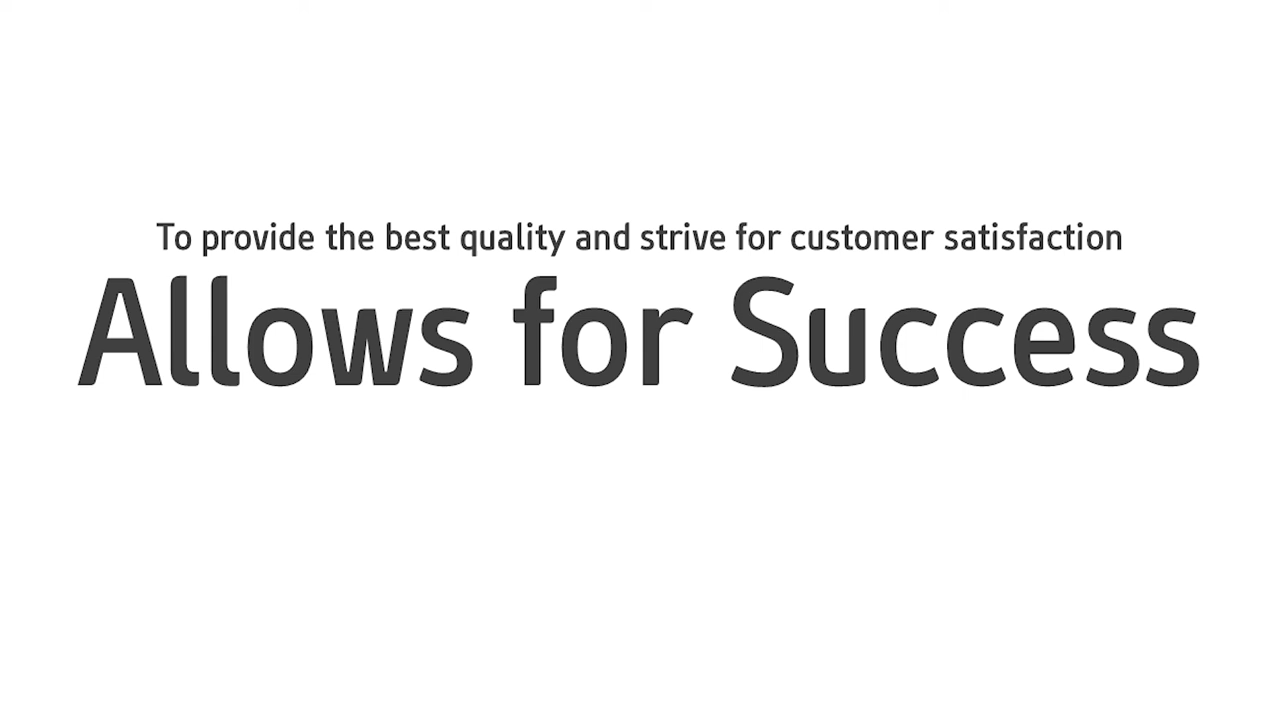 To provide the best quality and strive for customer satisfaction
Allows for Success